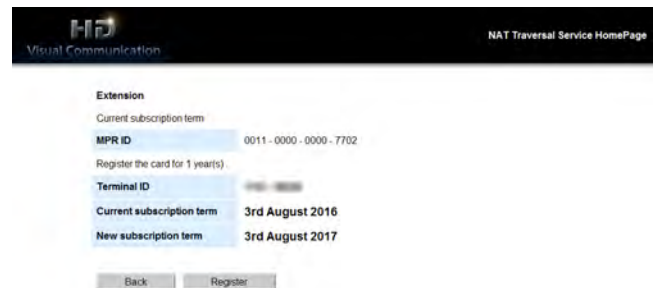 HD
Visual Communication
NAT Traversal Service HomePage
Extension
Current subscription term
MPR ID 0011 - 0000 - 0000 - 7702
Register the card for 1 year(s)
Terminal ID
Current subscription term 3rd August 2016
New subscription term 3rd August 2017
Back Register